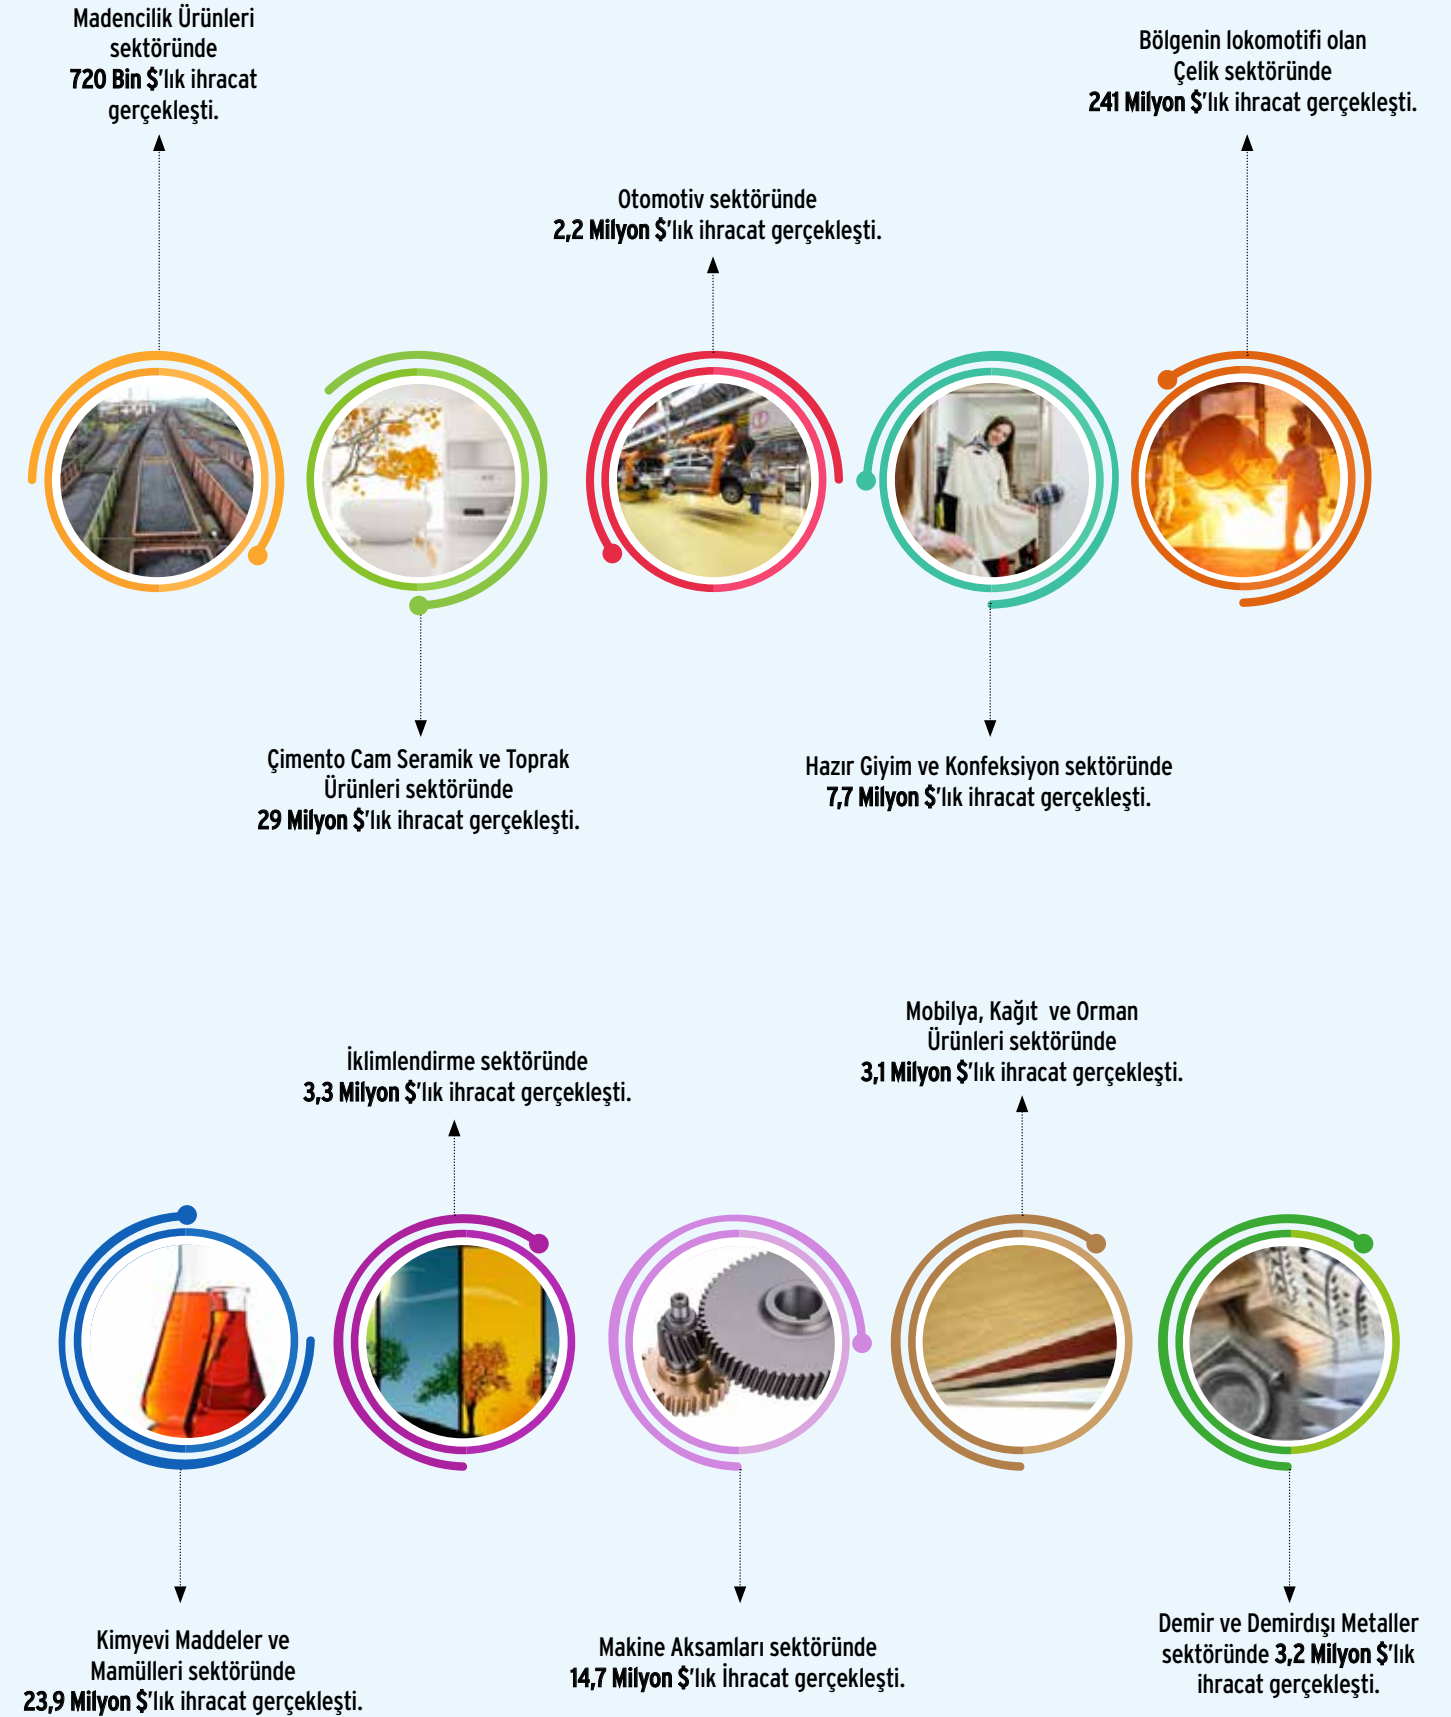 Madencilik Ürünleri
sektöründe
720 Bin $'lık ihracat
gerçekleşti.
Bölgenin lokomotifi olan
Çelik sektöründe
241 Milyon $'lık ihracat gerçekleşti.
Otomotiv sektöründe
2,2 Milyon $'lık ihracat gerçekleşti.
Çimento Cam Seramik ve Toprak
Ürünleri sektöründe
29 Milyon $'lık ihracat gerçekleşti.
Hazır Giyim ve Konfeksiyon sektöründe
7,7 Milyon $'lık ihracat gerçekleşti.
Mobilya, Kağıt ve Orman
Ürünleri sektöründe
3,1 Milyon $'lık ihracat gerçekleşti.
İklimlendirme sektöründe
3,3 Milyon $'lık ihracat gerçekleşti.
Kimyevi Maddeler ve
Mamülleri sektöründe
23,9 Milyon $'lık ihracat gerçekleşti.
Makine Aksamları sektöründe
14,7 Milyon $'lık İhracat gerçekleşti.
Demir ve Demirdışı Metaller
sektöründe 3,2 Milyon $'lık
ihracat gerçekleşti.